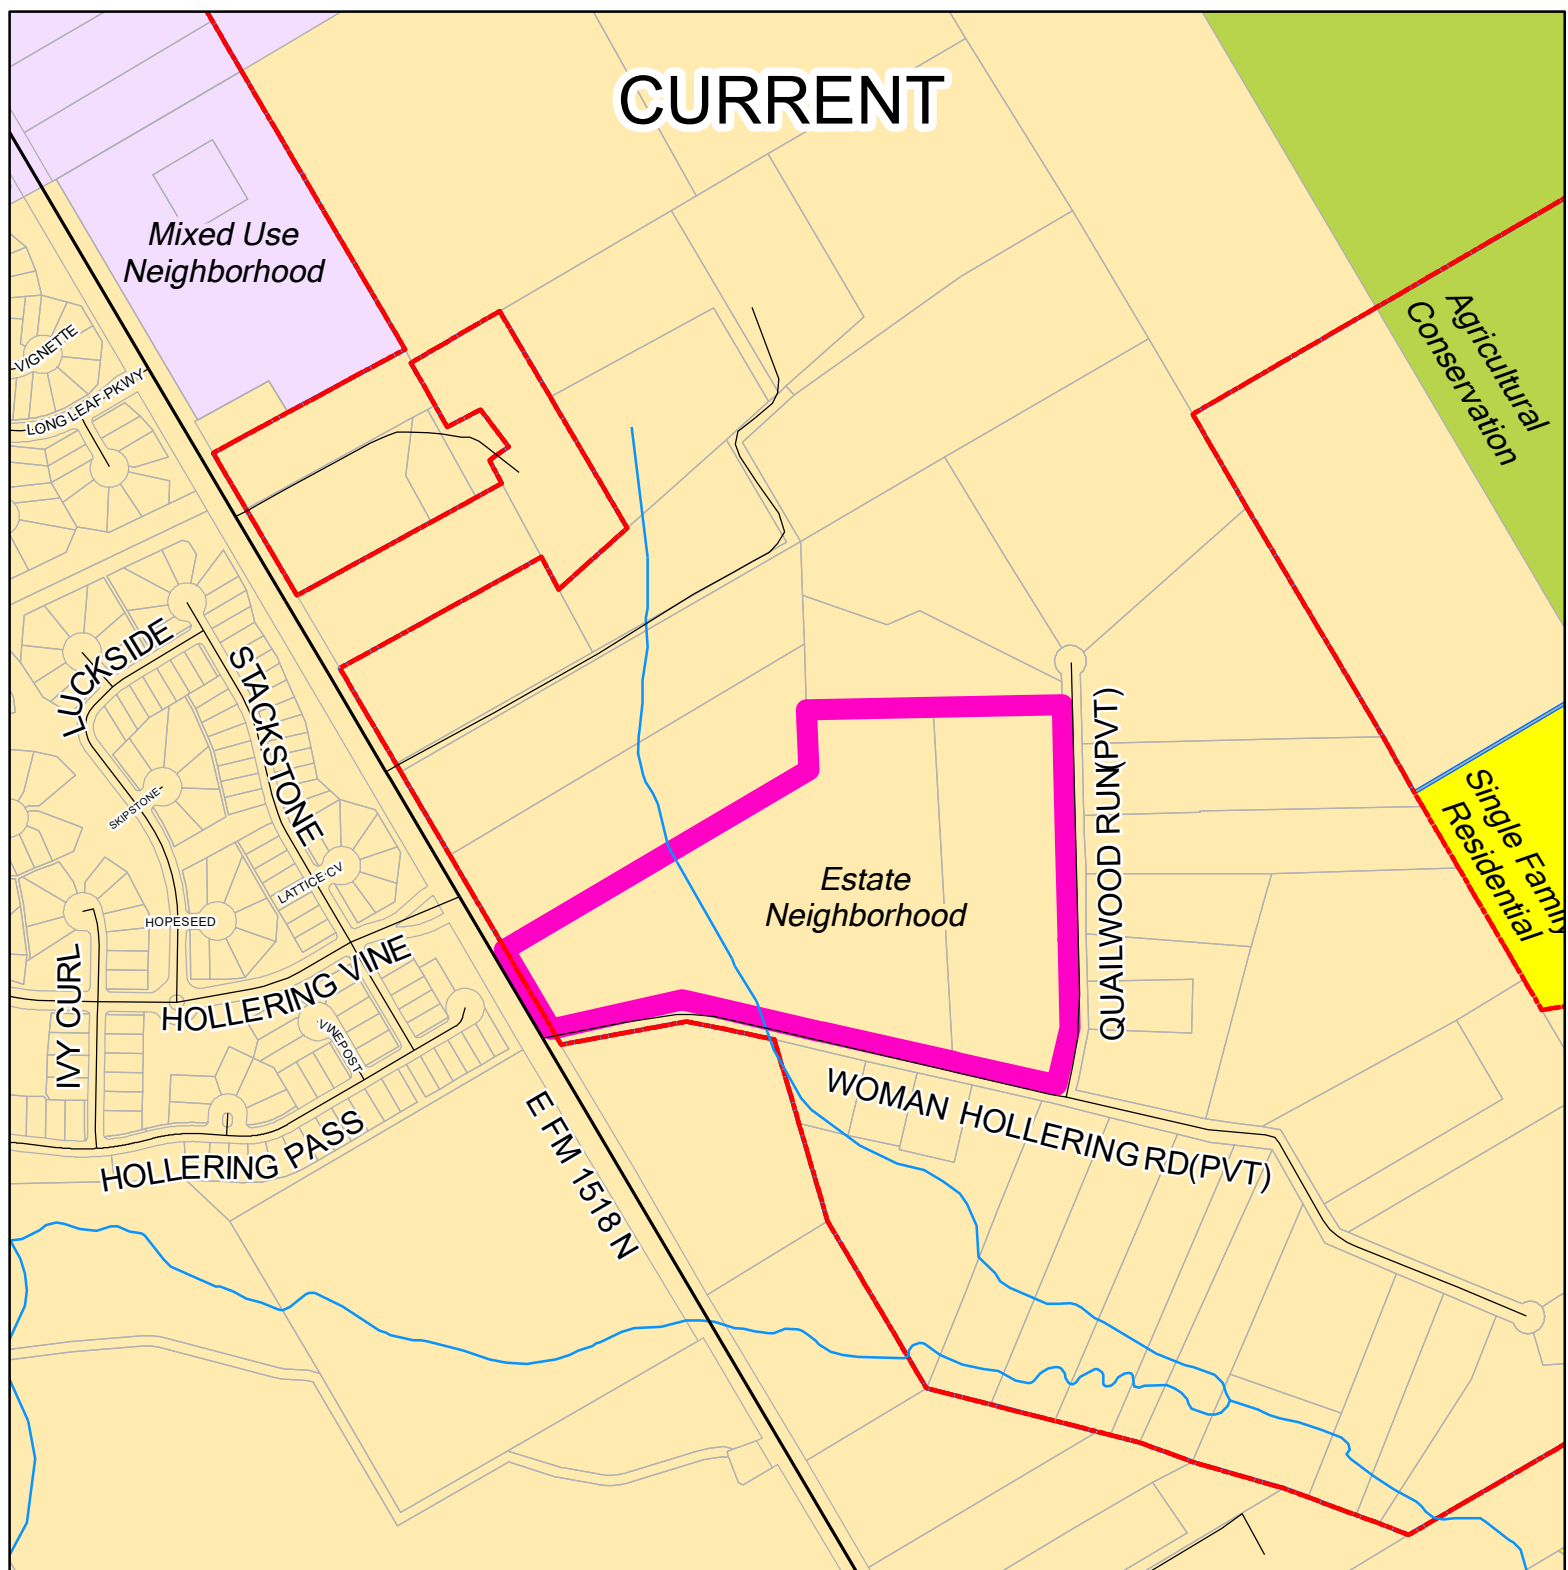 CURRENT
Mixed Use
Neighborhood
Agricultural
Conservation
VIGNETTE
LONG LEAF PKWY
LUCKSIDE
STACKSTONE
SKIPSTONE
LATTICE CV
HOPESEED
IVY CURL
HOLLERING VINE
VINEPOST
HOLLERING PASS
E FM 1518 N
Estate
Neighborhood
QUAILWOOD RUN(PVT)
WOMAN HOLLERING RD(PVT)
Single Family
Residential